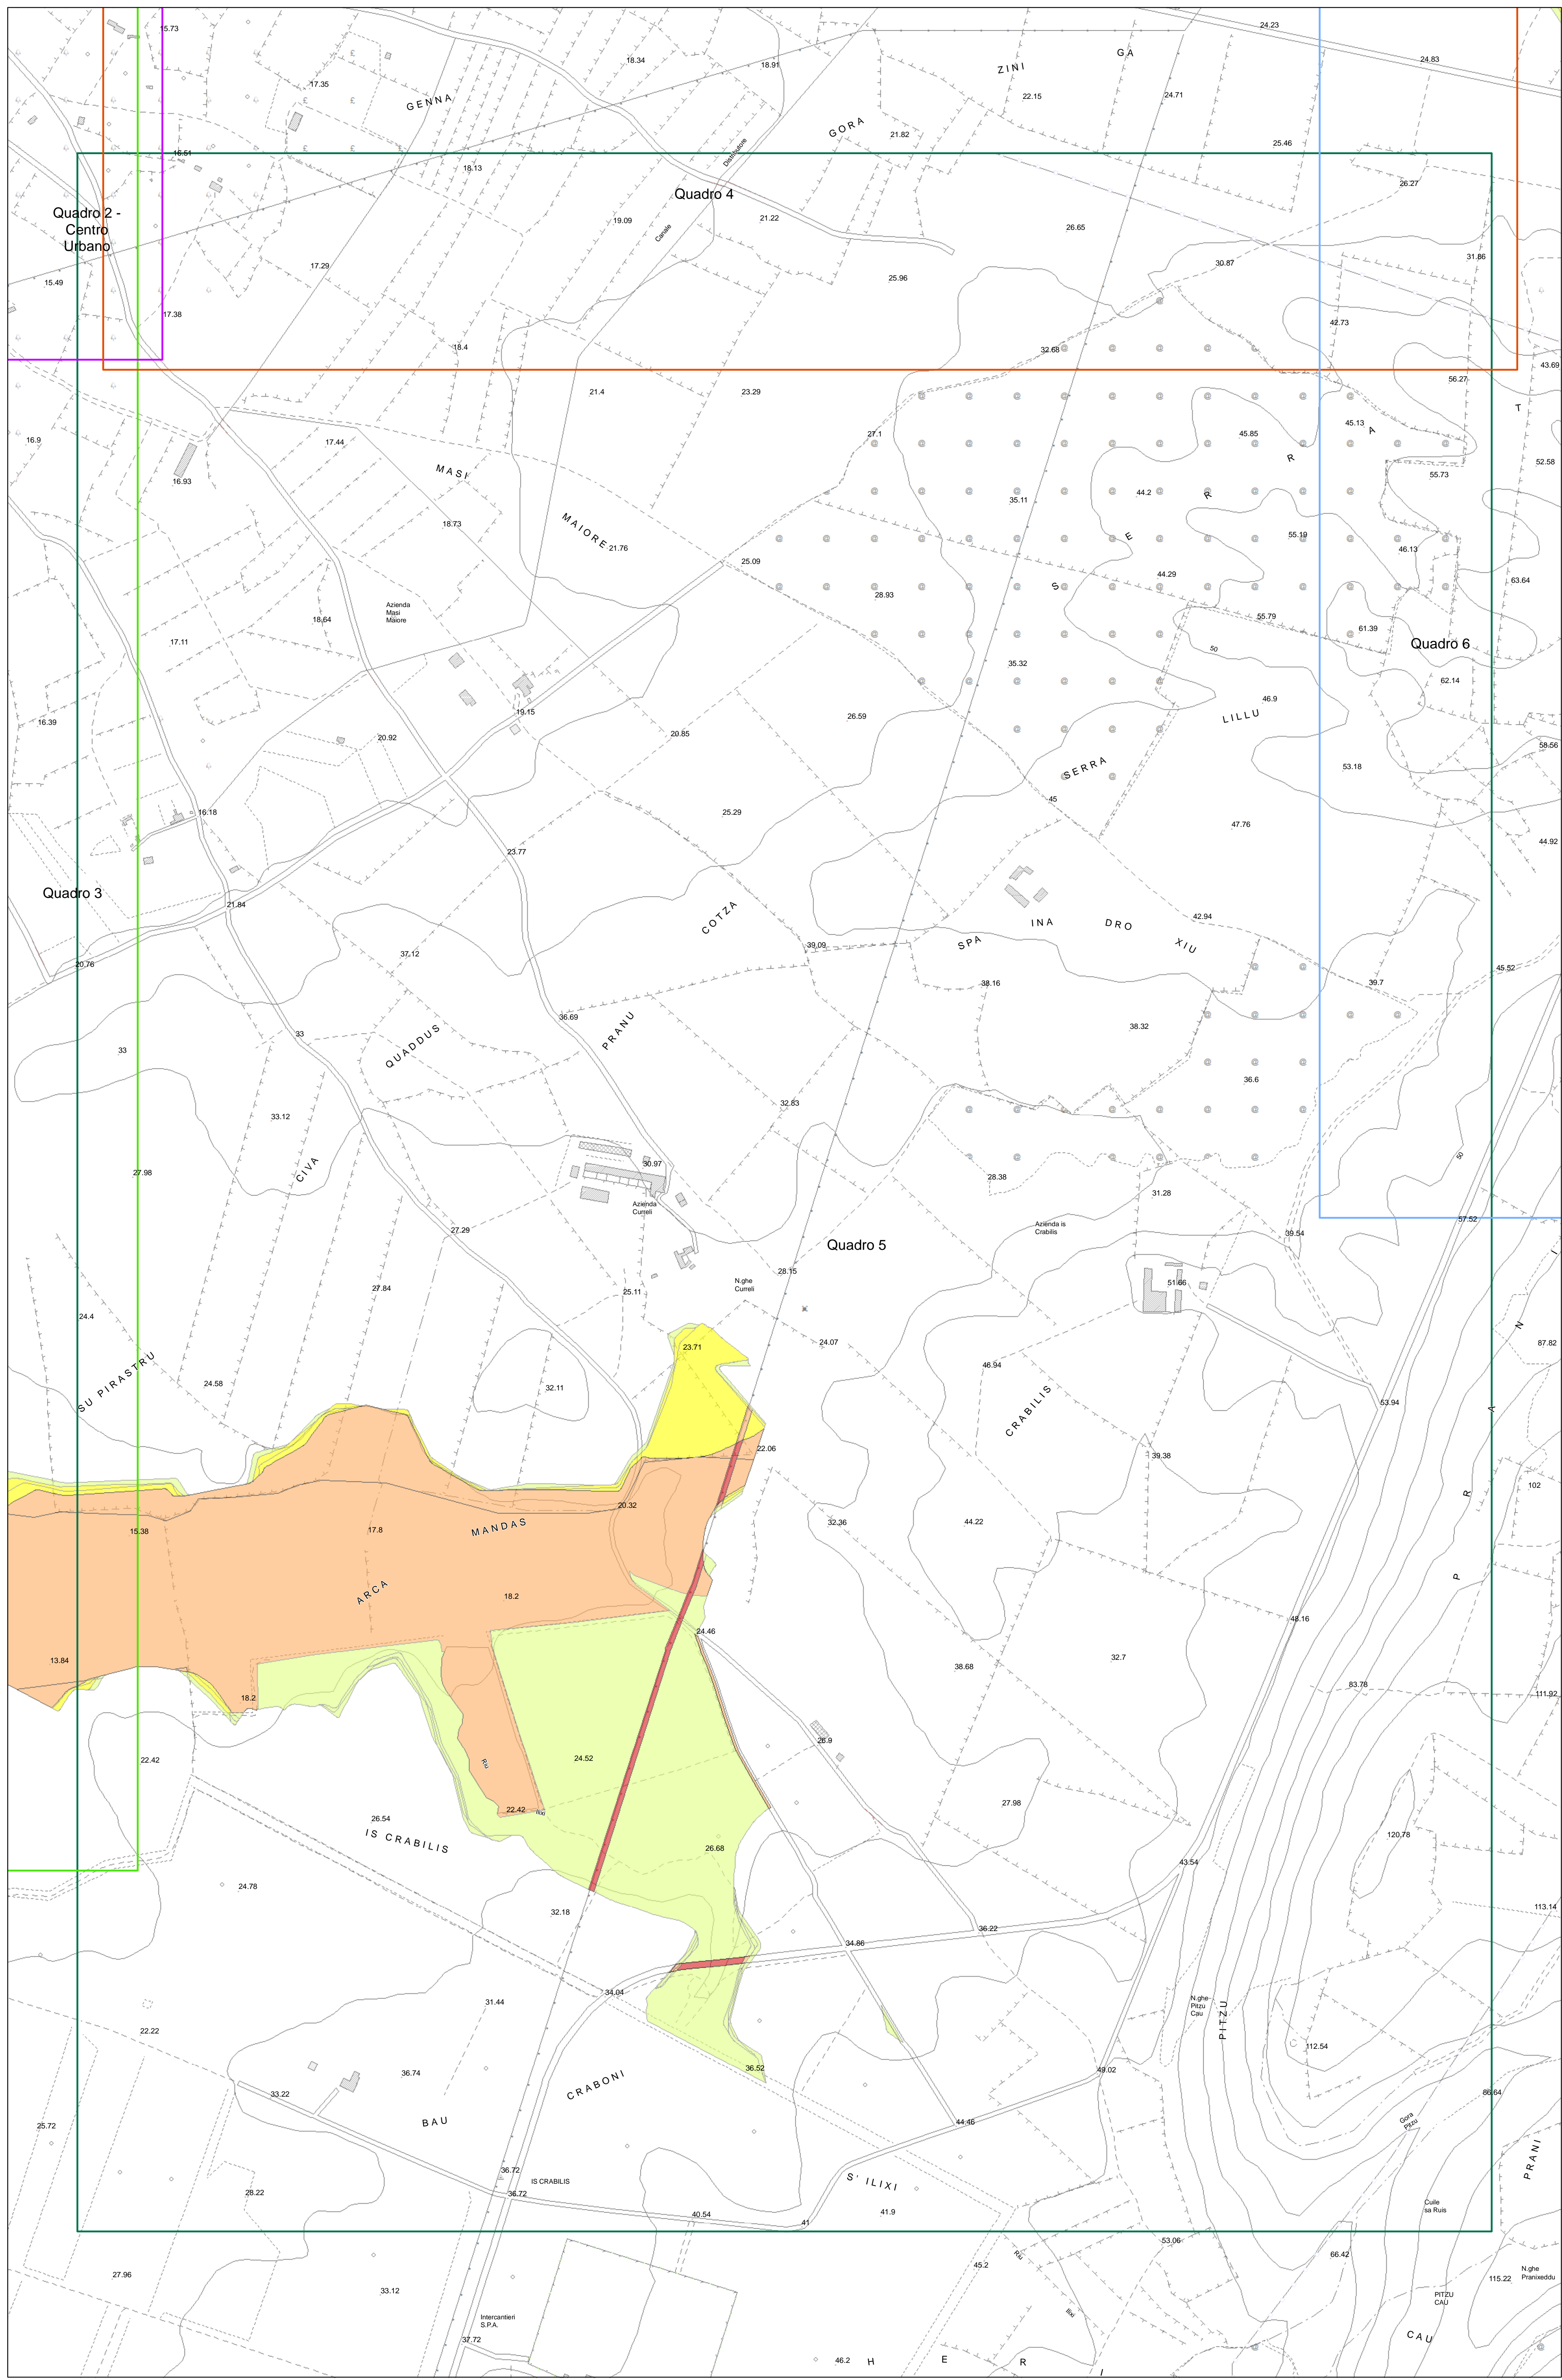 15.73
24.23
24.83
18.34
18.91
GA
ZINI
17.35
22.15
24.71
GENNA
GORA
21.82
25.46
16.51
Distributore
18.13
26.27
Quadro 4
Quadro 2 -
Centro
Urbano
19.09
21.22
26.65
Canale
15.49
17.29
25.96
30.87
31.86
17.38
42.73
18.4
32.68
43.69
21.4
23.29
56.27
T
16.9
17.44
27.1
45.85
45.13
A
16.93
MASI
R
52.58
55.73
35.11
44.2
R
18.73
MAIORE
21.76
E
55.19
46.13
25.09
44.29
63.64
28.93
S
Azienda
Masi
Maiore
18.64
55.79
61.39
17.11
35.32
50
Quadro 6
62.14
16.39
19.15
26.59
46.9
LILLU
20.92
20.85
58.56
SERRA
53.18
45
16.18
25.29
47.76
44.92
23.77
Quadro 3
21.84
COTZA
42.94
SPA
INA
DRO
XIU
39.09
37.12
20.76
45.52
38.16
39.7
36.69
PRANU
38.32
33
QUADDUS
33
36.6
33.12
32.83
CIVA
27.98
30.97
50
28.38
31.28
Azienda
Curreli
27.29
Azienda is
Crabilis
57.52
39.54
Quadro 5
I
28.15
N.ghe
Curreli
51.66
27.84
25.11
24.4
N
24.07
87.82
23.71
SU PIRASTRU
46.94
24.58
32.11
CRABILIS
53.94
A
22.06
39.38
102
R
20.32
15.38
17.8
MANDAS
32.36
44.22
P
ARCA
18.2
48.16
24.46
13.84
38.68
32.7
83.78
18.2
111.92
26.9
22.42
24.52
Riu
27.98
22.42
Ilixi
26.54
IS CRABILIS
26.68
120.78
43.54
24.78
32.18
36.22
113.14
34.86
34.04
31.44
N.ghe
Pitzu
Cau
PITZU
22.22
112.54
36.52
36.74
49.02
33.22
CRABONI
86.64
BAU
44.46
Gora
Pitzu
25.72
PRANI
36.72
IS CRABILIS
S' ILIXI
28.22
36.72
Culle
sa Ruis
40.54
41
41.9
53.06
Riu
66.42
45.2
27.96
33.12
115.22
N.ghe
Pranixeddu
PITZU
CAU
Ilixi
Intercantieri
S.P.A.
37.72
CAU
46.2
H
E
R
I